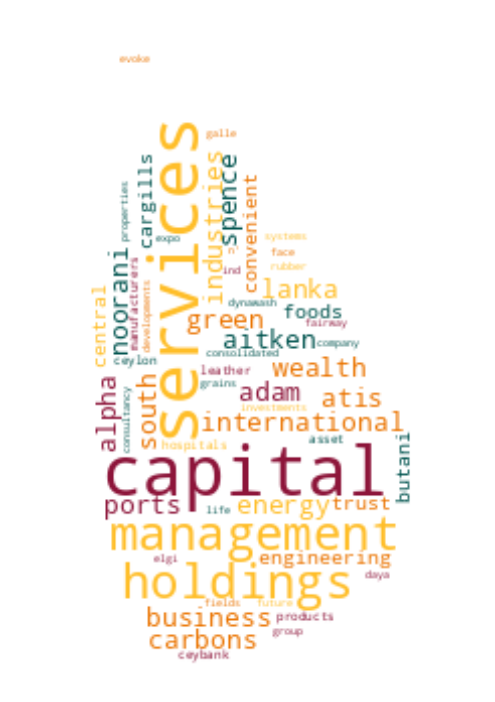 evoke
galle
services
industries
spence
cargills
properties
expo
convenient
systems
face
rubber
ind
noorani
manufacturers
developments
central
lanka
dynawash
foods
green
fairway
aitken
company
consolidated
ceylon
leather
wealth
grains
adam
atis
south
alpha
consultancy
investments
international
hospitals
asset
butani
capital
ports
life
energy
trust
management
elgi
engineering
daya
holdings
fields
future
business
products
group
carbons
ceybank